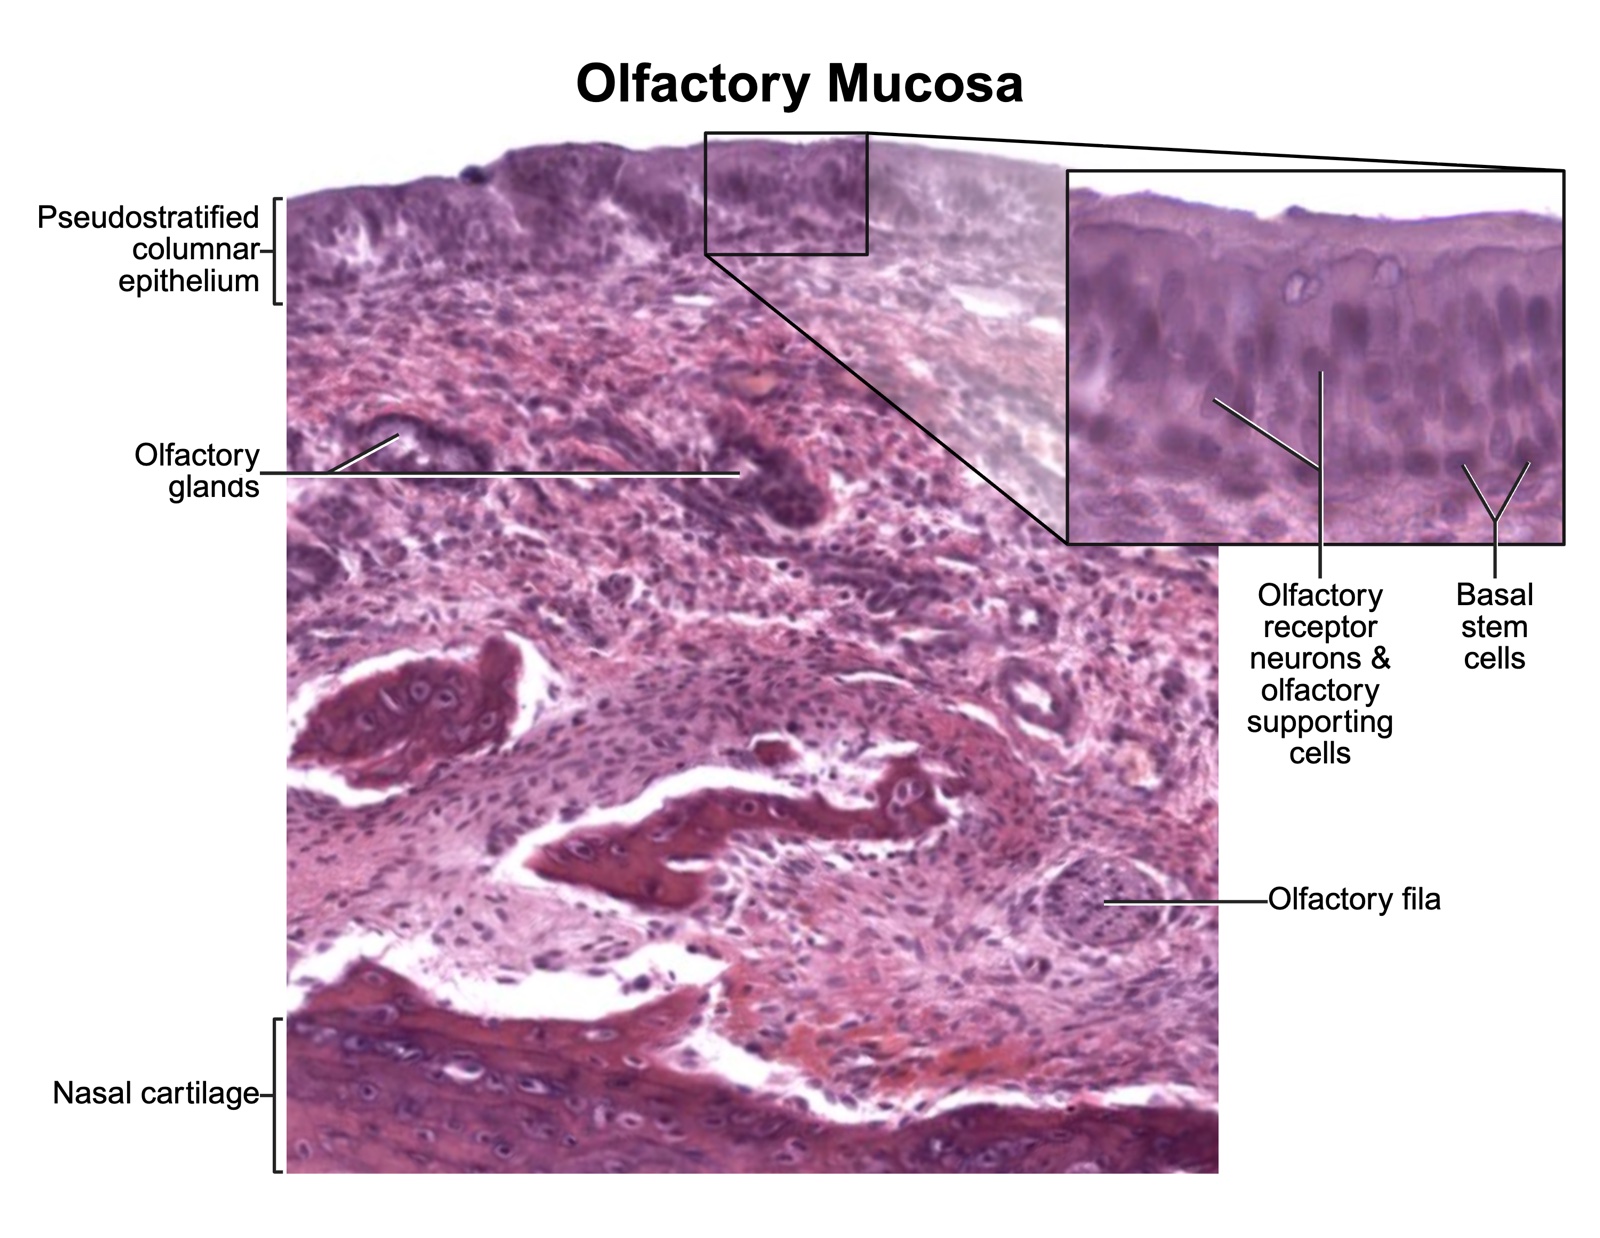 Olfactory Mucosa
Pseudostratified
columnar
epithelium
Olfactory
glands
Olfactory
receptor
neurons &
olfactory
supporting
cells
Basal
stem
cells
Olfactory fila
Nasal cartilage